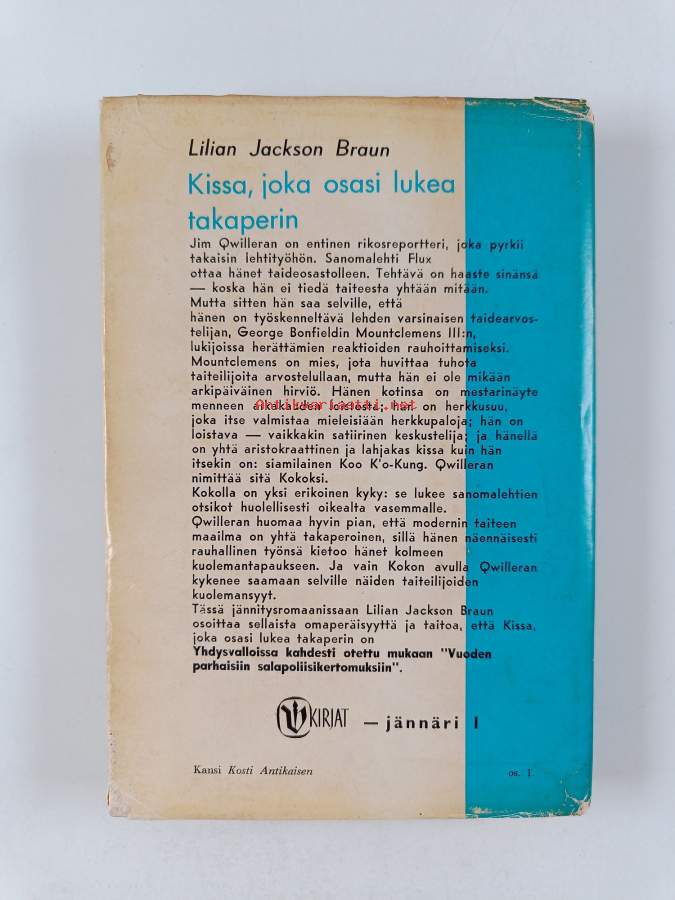 Lilian Jackson Braun
Kissa, joka osasi lukea
takaperin
Jim Qwilleran on entinen rikosreportteri, joka pyrkii
takaisin lehtityöhön. Sanomalehti Flux
ottaa hänet taideosastolleen. Tehtävä on haaste sinänsä
— koska hän ei tiedä taiteesta yhtään mitään.
Mutta sitten hän saa selville, että
hänen on työskenneltävä lehden varsinaisen taidearvos-
telijan, George Bonfieldin Mountclemens III:n,
lukijoissa herättämien reaktioiden rauhoittamiseksi.
Mountclemens on mies, jota huvittaa tuhota
taiteilijoita arvostelullaan, mutta hän ei ole mikään
arkipäiväinen hirviö. Hänen kotinsa on mestarinäyte
menneen aikakauden loistosta; hän on herkkusuu,
Antikvariaatti.net
joka itse valmistaa mieleisiään herkkupaloja; hän on
loistava — vaikkakin satiirinen keskustelija; ja hänellä
on yhtä aristokraattinen ja lahjakas kissa kuin hän
itsekin on: siamilainen Koo K'o-Kung. Qwilleran
nimittää sitä Kokoksi.
Kokolla on yksi erikoinen kyky: se lukee sanomalehtien
otsikot huolellisesti oikealta vasemmalle.
Qwilleran huomaa hyvin pian, että modernin taiteen
maailma on yhtä takaperoinen, sillä hänen näennäisesti
rauhallinen työnsä kietoo hänet kolmeen
kuolemantapaukseen. Ja vain Kokon avulla Qwilleran
kykenee saamaan selville näiden taiteilijoiden
kuolemansyyt.
Tässä jännitysromaanissaan Lilian Jackson Braun
osoittaa sellaista omaperäisyyttä ja taitoa, että Kissa,
joka osasi lukea takaperin on
Yhdysvalloissa kahdesti otettu mukaan "Vuoden
parhaisiin salapoliisikertomuksiin".
KIRJAT — jännäri 1
Kansi Kosti Antikaisen
os. 1.